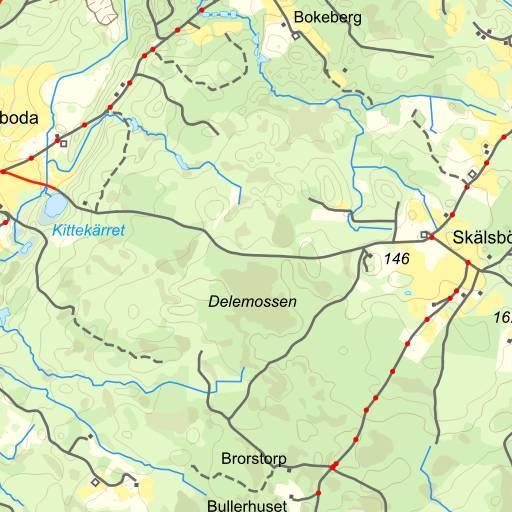 Bokeberg
boda
Kittekärret
Skälsbö
146
Delemossen
16
Brorstorp
Bullerhuset